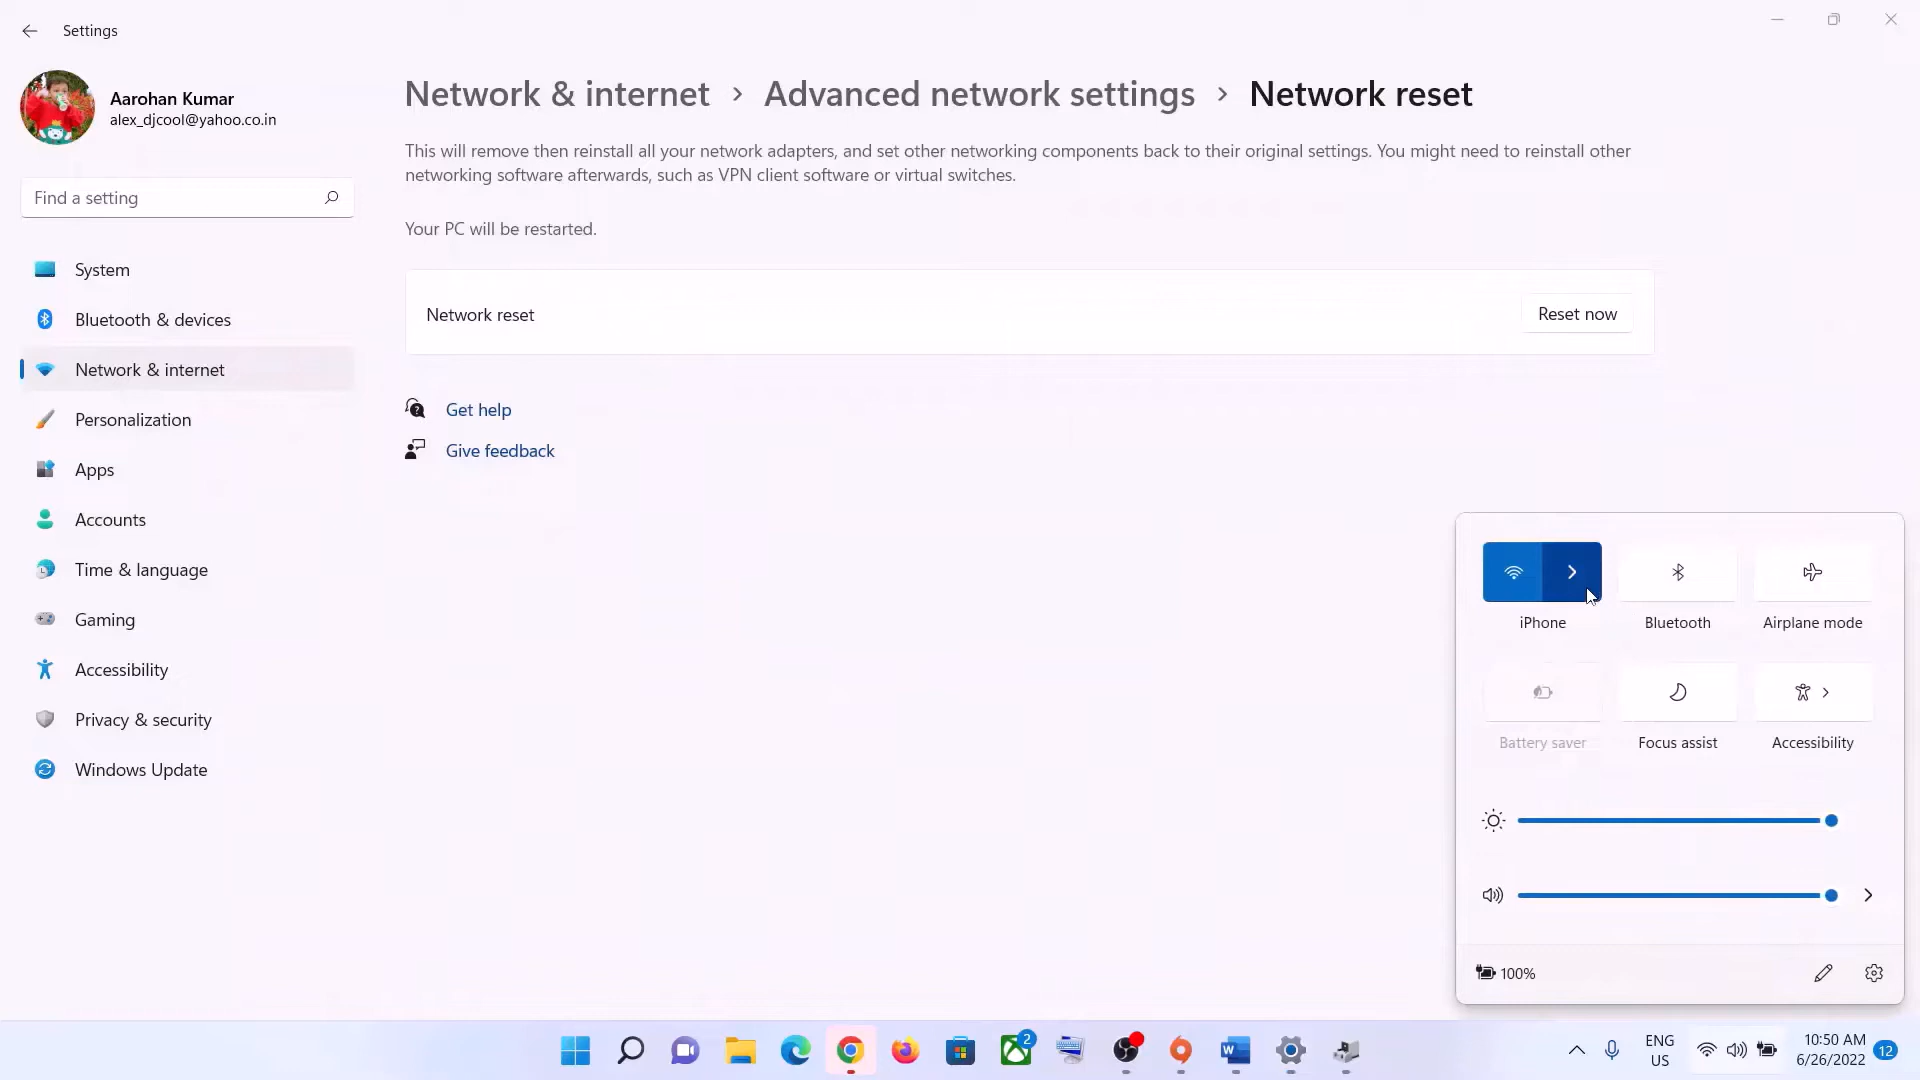 Settings
Aarohan Kumar
alex_djcool@yahoo.co.in
Find a setting
System
Bluetooth & devices
Network & internet
Personalization
Apps
Accounts
Time & language
Gaming
Accessibility
Privacy & security
Windows Update
Network & internet > Advanced network settings > Network reset
This will remove then reinstall all your network adapters, and set other networking components back to their original settings. You might need to reinstall other
networking software afterwards, such as VPN client software or virtual switches.
Your PC will be restarted.
Network reset
Reset now
Get help
Give feedback
iPhone
Bluetooth
Airplane mode
Battery saver
Focus assist
Accessibility
100%
2
ENG
US
10:50 AM
6/26/2022
12